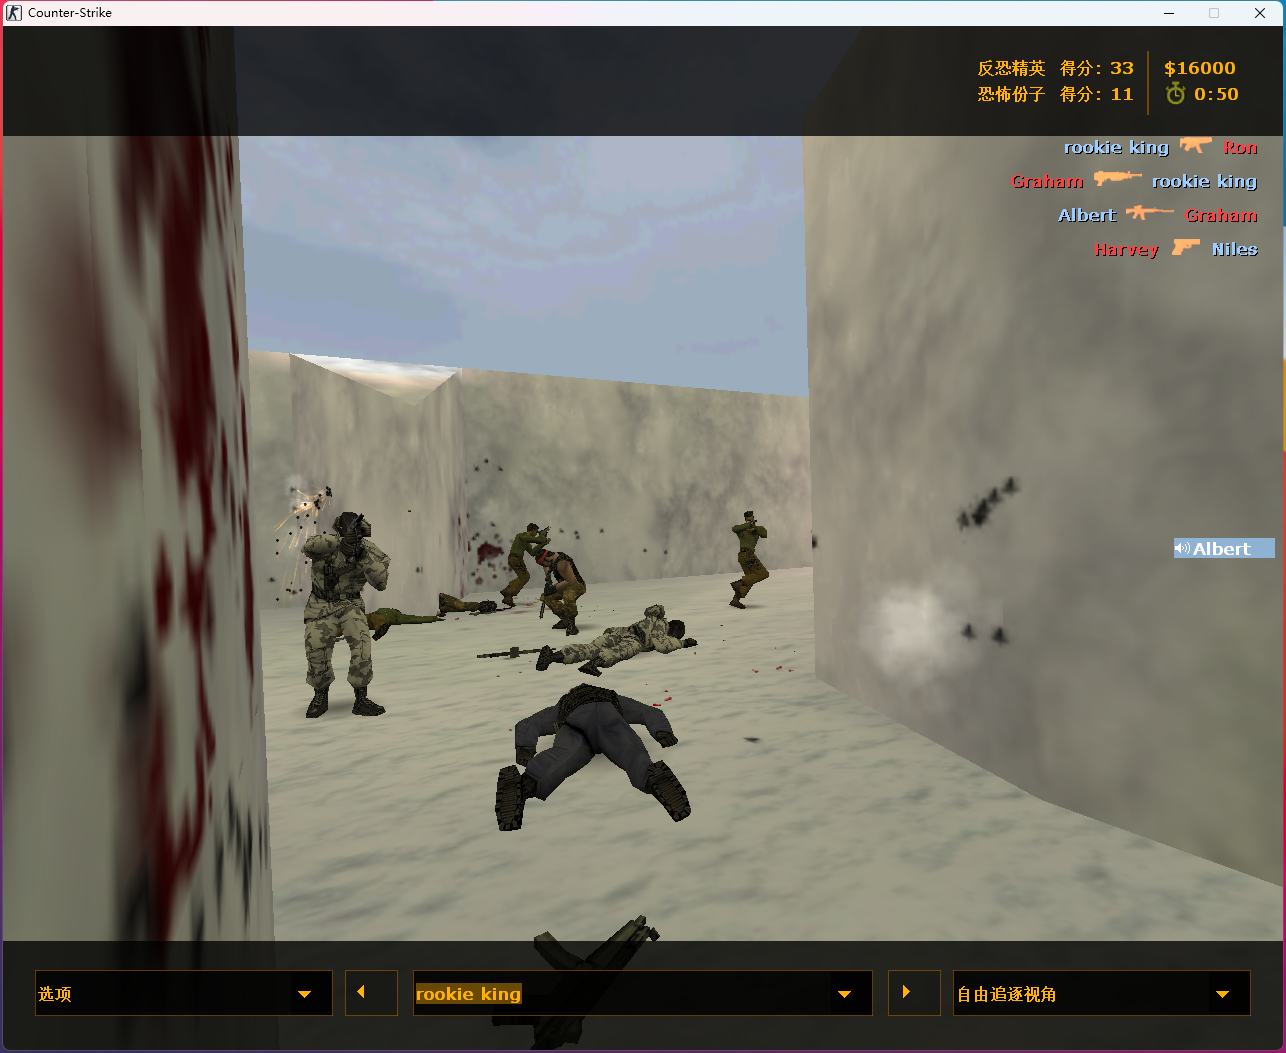 Counter-Strike
反恐精英 得分: 33 $16000
恐怖份子 得分: 11 0:50
rookie king Ron
Graham rookie king
Albert Graham
Harvey Niles
Albert
选项 rookie king 自由追逐视角